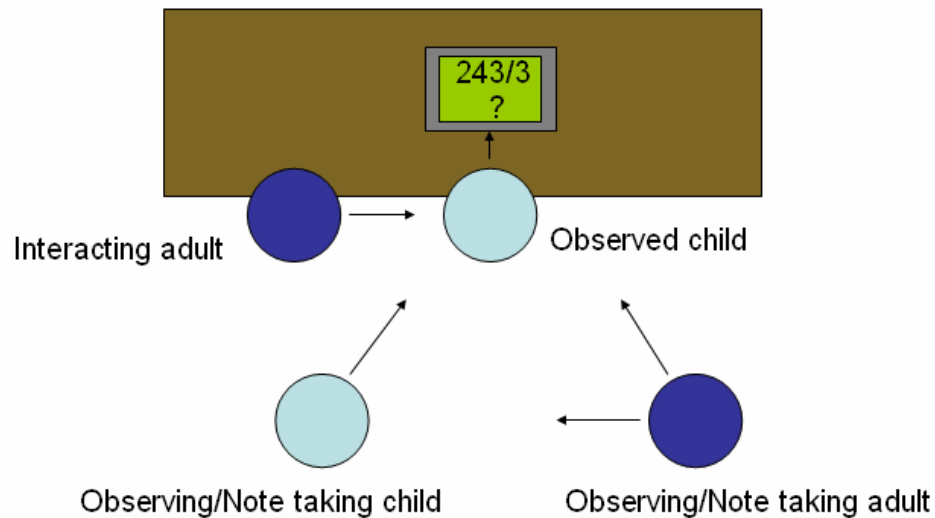 243/3
?
Interacting adult
Observed child
Observing/Note taking child
Observing/Note taking adult